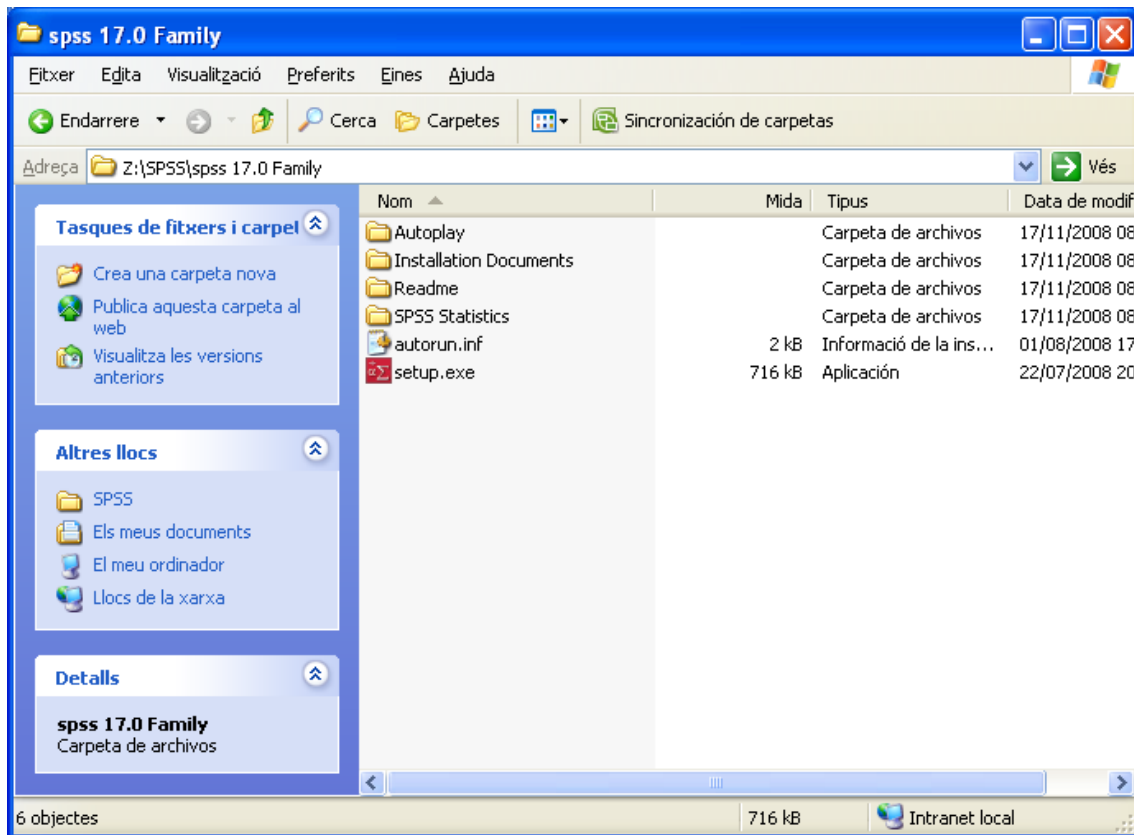 spss 17.0 Family
Fitxer Edita Visualització Preferits Eines Ajuda
Endarrere Cerca Carpetes Sincronización de carpetas
Adreça Z:\SPSS\spss 17.0 Family Vés
Tasques de fitxers i carpet
Crea una carpeta nova
Publica aquesta carpeta al
web
Visualitza les versions
anteriors
Altres llocs
SPSS
Els meus documents
El meu ordinador
Llocs de la xarxa
Detalls
spss 17.0 Family
Carpeta de archivos
Nom Mida Tipus Data de modif
Autoplay Carpeta de archivos 17/11/2008 08
Installation Documents Carpeta de archivos 17/11/2008 08
Readme Carpeta de archivos 17/11/2008 08
SPSS Statistics Carpeta de archivos 17/11/2008 08
autorun.inf 2 kB Informació de la ins... 01/08/2008 17
setup.exe 716 kB Aplicación 22/07/2008 20
6 objectes 716 kB Intranet local